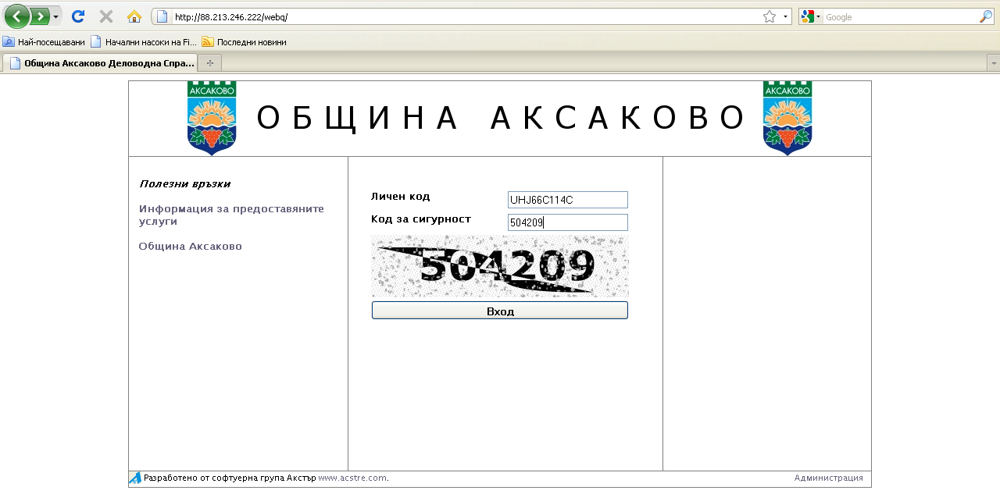 http://88.213.246.222/webq/
Google
Най-посещавани
Начални насоки на Fi...
Последни новини
Община Аксаково Деловодна Спра...
АКСАКОВО
ОБЩИНА АКСАКОВО
АКСАКОВО
Полезни връзки
Информация за предоставяните
услуги
Община Аксаково
Личен код
UHJ66C114C
Код за сигурност
504209
504209
Вход
Разработено от софтуерна група Акстър www.acstre.com.
Администрация